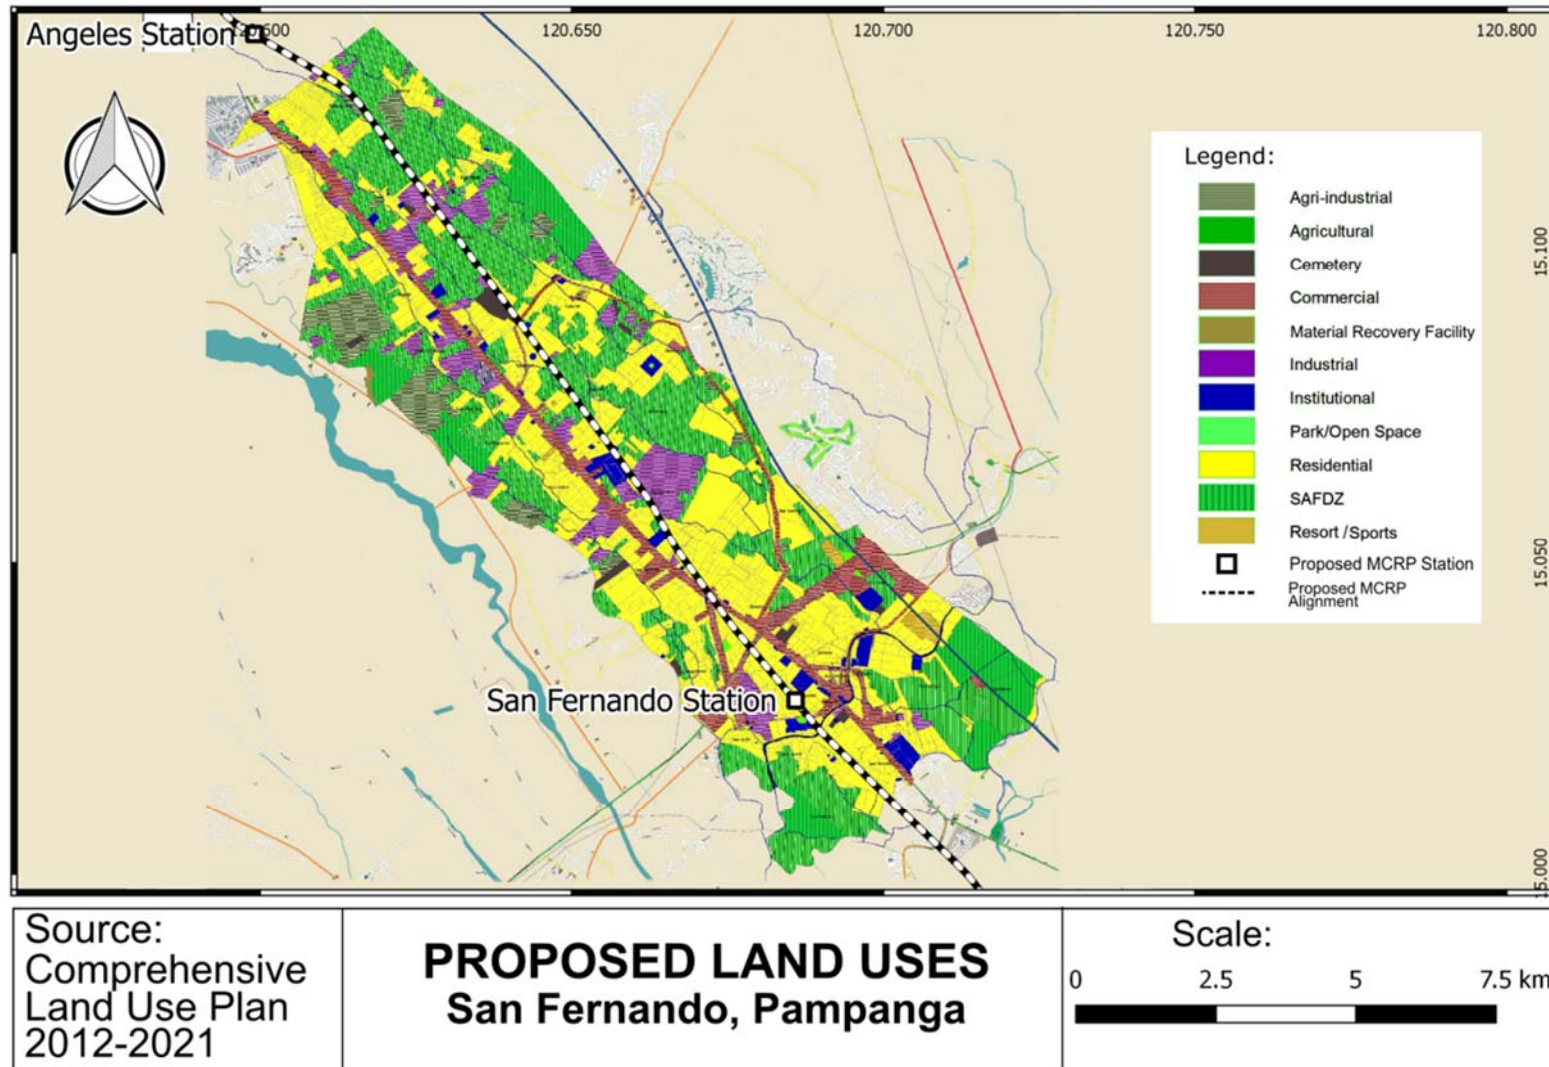 Angeles Station
120.600
120.650
120.700
120.750
120.800
Legend:
Agri-industrial
Agricultural
Cemetery
Commercial
Material Recovery Facility
Industrial
Institutional
Park/Open Space
Residential
SAFDZ
Resort /Sports
Proposed MCRP Station
Proposed MCRP
Alignment
15.100
15.050
15.000
San Fernando Station
Source:
Comprehensive
Land Use Plan
2012-2021
PROPOSED LAND USES
San Fernando, Pampanga
Scale:
0 2.5 5 7.5 km